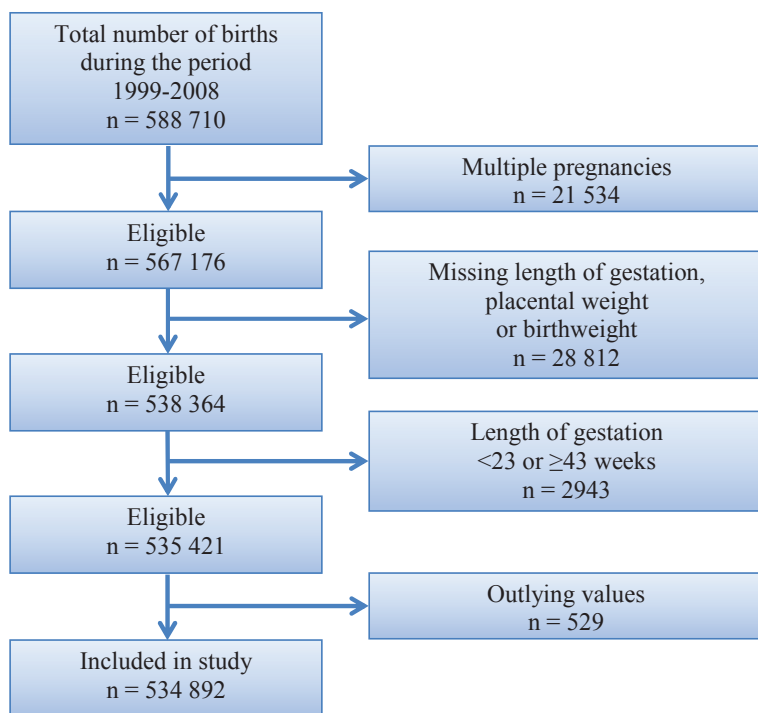 Total number of births
during the period
1999-2008
n = 588 710
Multiple pregnancies
n = 21 534
Eligible
n = 567 176
Missing length of gestation,
placental weight
or birthweight
n = 28 812
Eligible
n = 538 364
Length of gestation
<23 or ≥43 weeks
n = 2943
Eligible
n = 535 421
Outlying values
n = 529
Included in study
n = 534 892